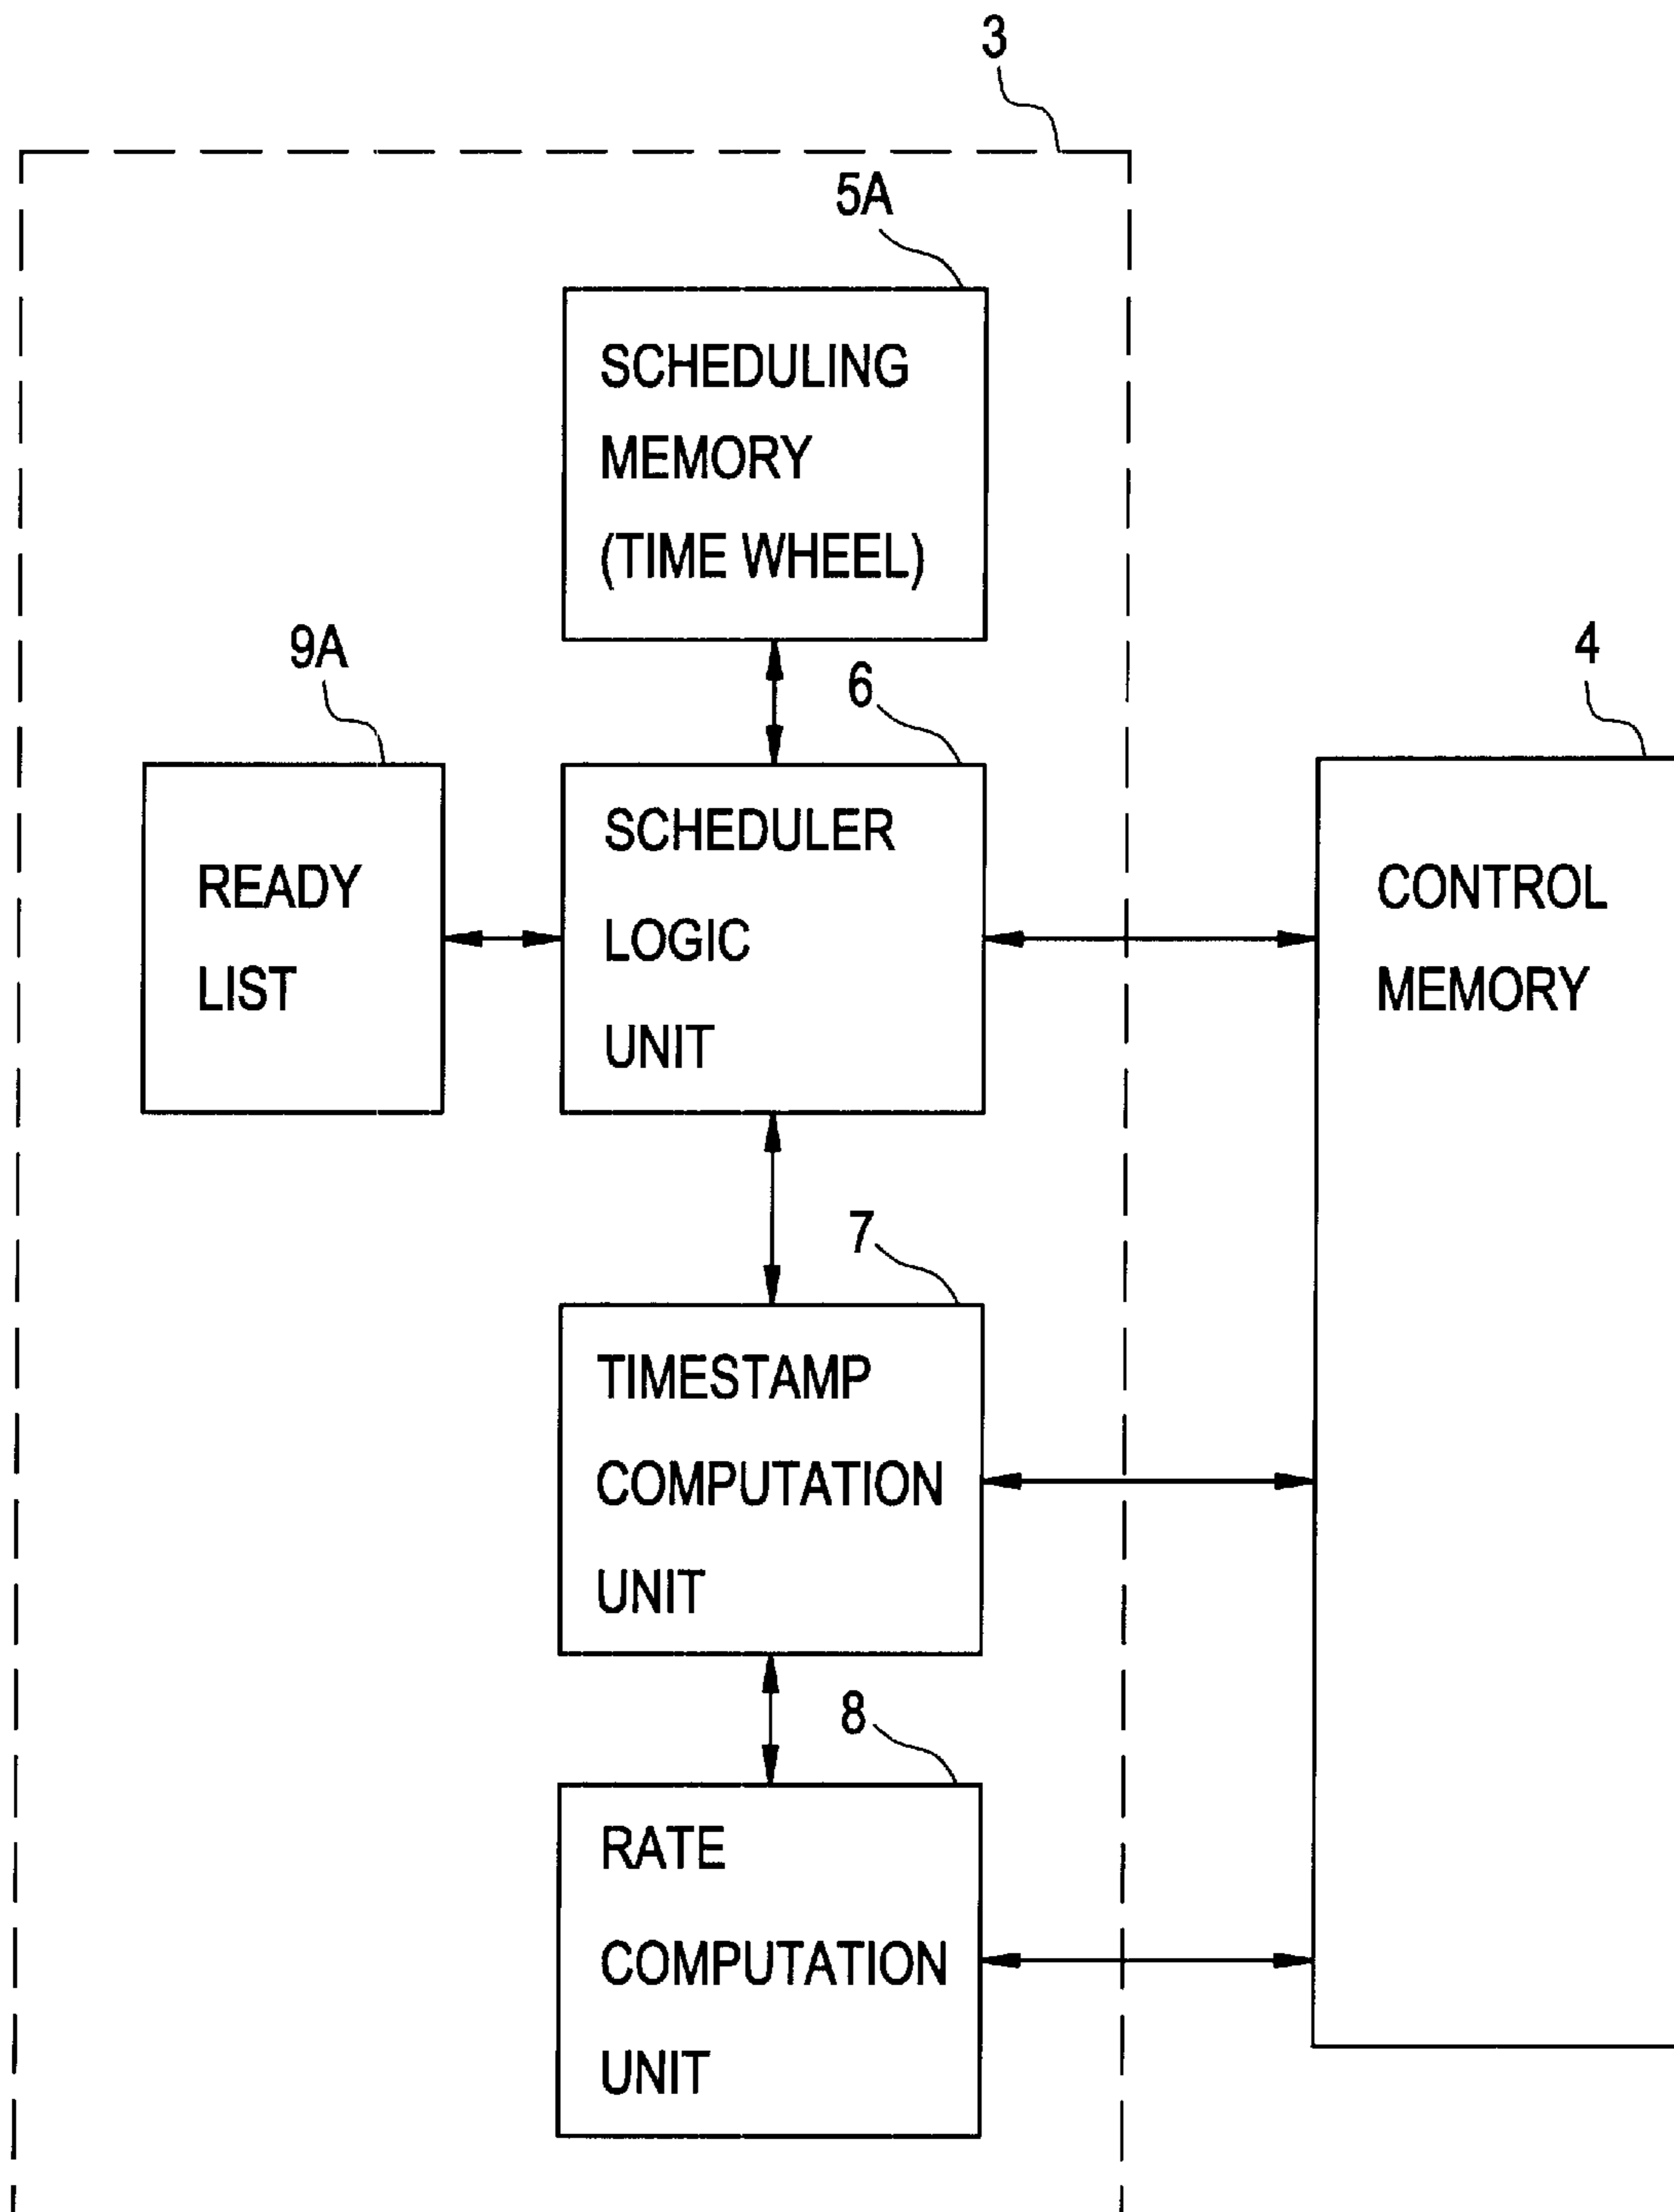 3
5A
SCHEDULING
MEMORY
(TIME WHEEL)
9A
6
4
READY
LIST
SCHEDULER
LOGIC
UNIT
CONTROL
MEMORY
7
TIMESTAMP
COMPUTATION
UNIT
8
RATE
COMPUTATION
UNIT